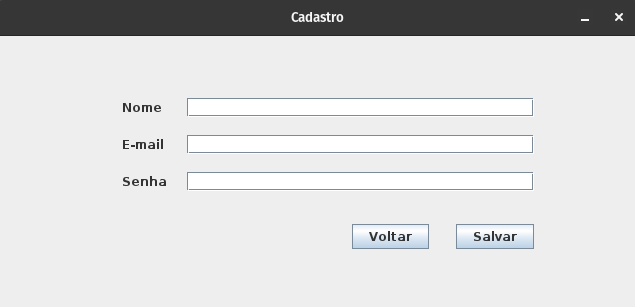 Cadastro
Nome
E-mail
Senha
Voltar Salvar